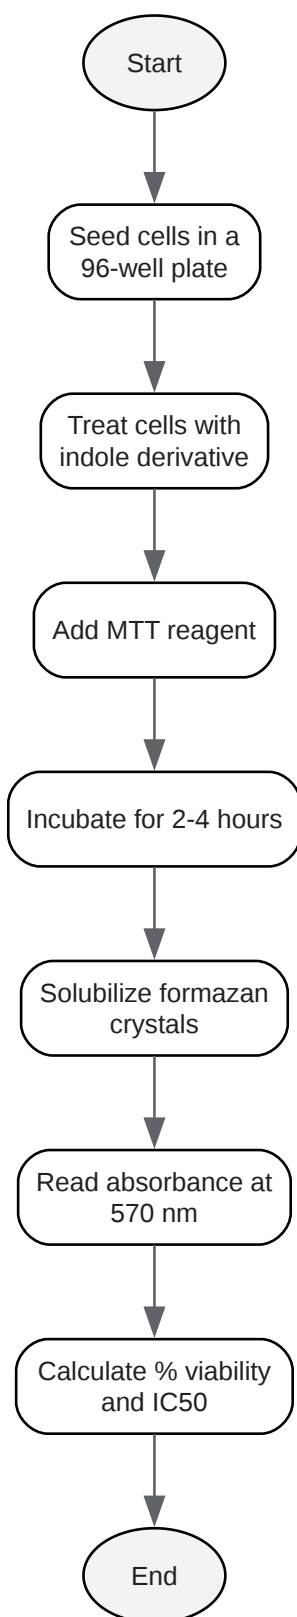 Start
Seed cells in a
96-well plate
Treat cells with
indole derivative
Add MTT reagent
Incubate for 2-4 hours
Solubilize formazan
crystals
Read absorbance at
570 nm
Calculate % viability
and IC50
End